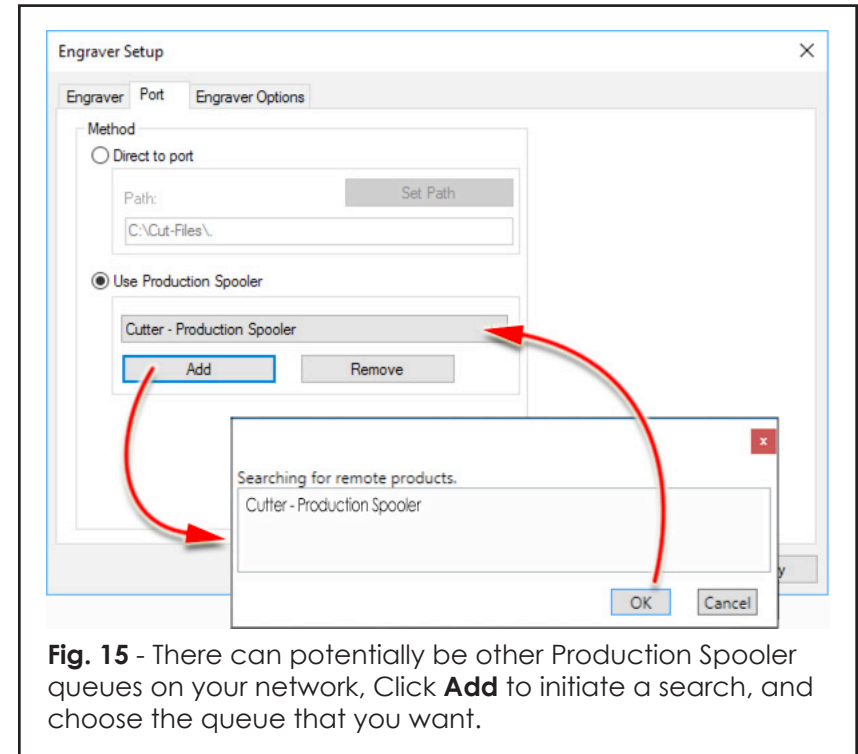 Engraver Setup
Engraver Port Engraver Options
Method
Direct to port
Path: Set Path
C:\Cut-Files\.
Use Production Spooler
Cutter - Production Spooler
Add Remove
x
Searching for remote products.
Cutter - Production Spooler
OK Cancel
Fig. 15 - There can potentially be other Production Spooler
queues on your network, Click Add to initiate a search, and
choose the queue that you want.